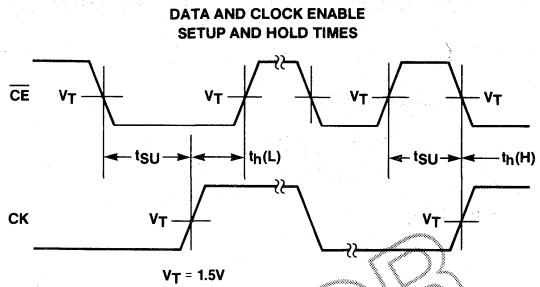 DATA AND CLOCK ENABLE
SETUP AND HOLD TIMES
CE VT VT VT VT
tSU th(L) tSU th(H)
CK VT VT
VT = 1.5V